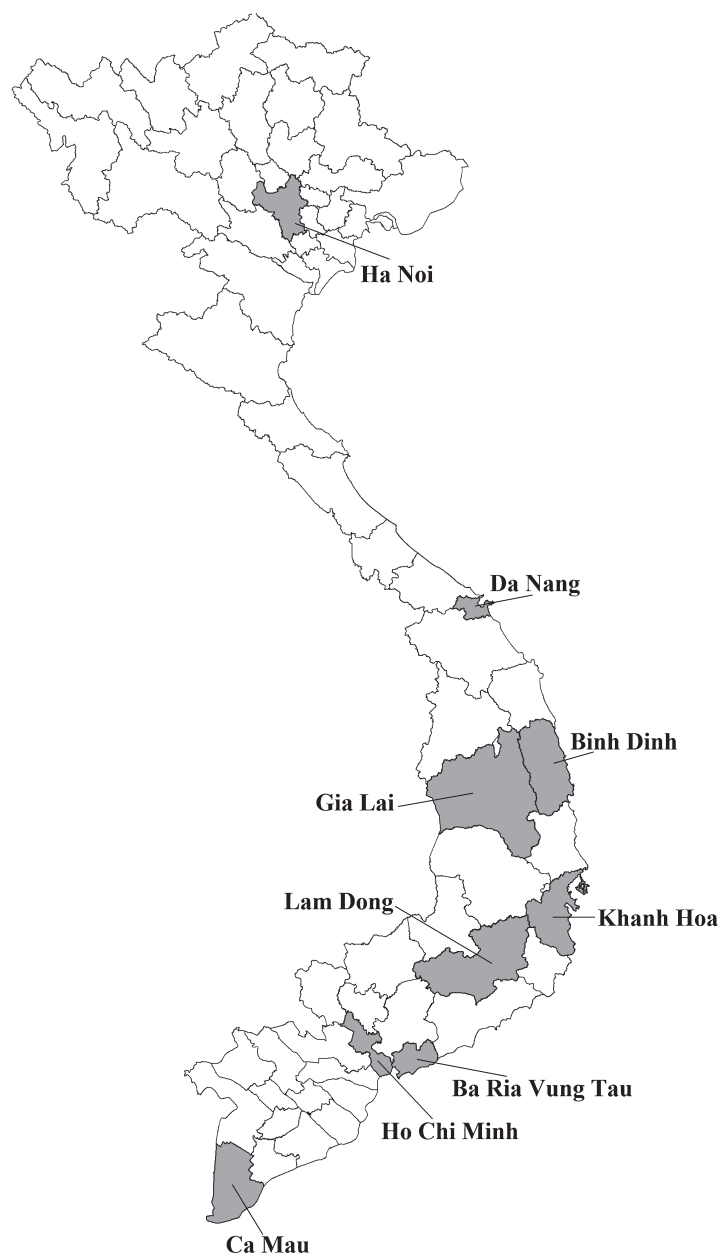 Ha Noi
Da Nang
Binh Dinh
Gia Lai
Lam Dong
Khanh Hoa
Ba Ria Vung Tau
Ho Chi Minh
Ca Mau